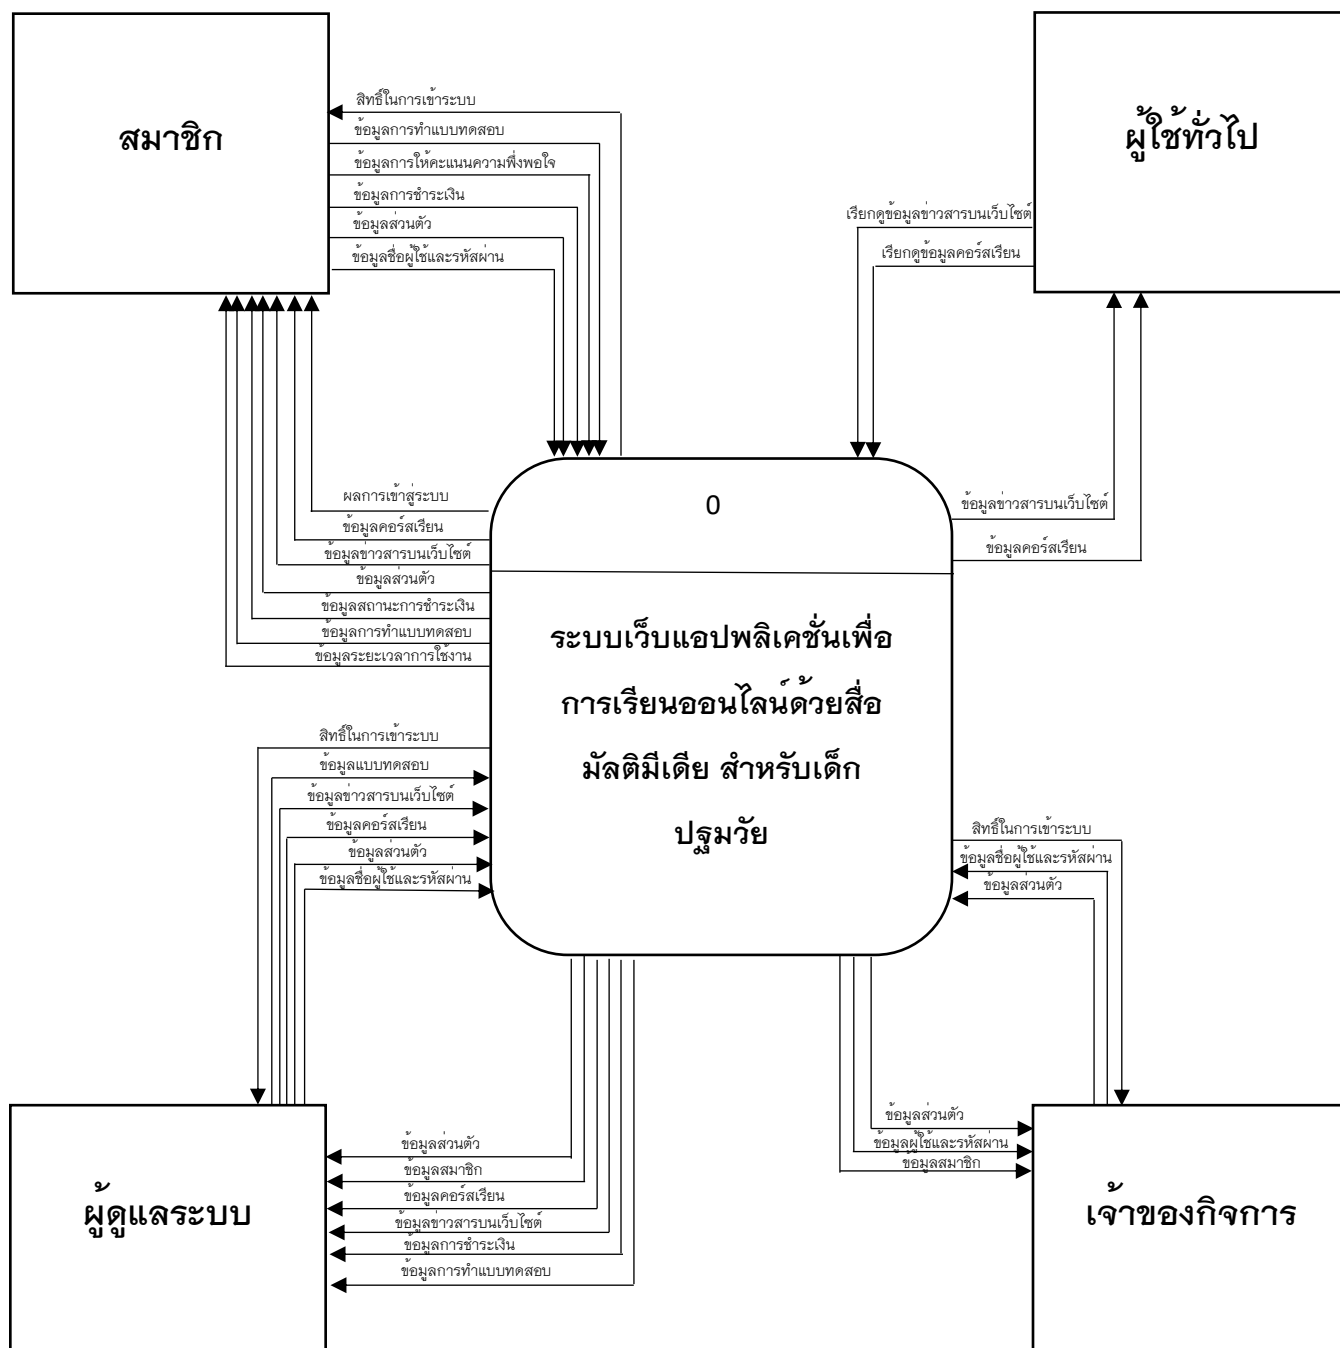 สมาชิก
สิทธิ์ในการเข้าระบบ
ข้อมูลการทำแบบทดสอบ
ข้อมูลการให้คะแนนความพึ่งพอใจ
ข้อมูลการชำระเงิน
ข้อมูลส่วนตัว
ข้อมูลชื่อผู้ใช้และรหัสผ่าน
ผู้ใช้ทั่วไป
เรียกดูข้อมูลข่าวสารบนเว็บไซต์
เรียกดูข้อมูลคอร์สเรียน
ผลการเข้าสู่ระบบ
ข้อมูลคอร์สเรียน
ข้อมูลข่าวสารบนเว็บไซต์
ข้อมูลส่วนตัว
ข้อมูลสถานะการชำระเงิน
ข้อมูลการทำแบบทดสอบ
ข้อมูลระยะเวลาการใช้งาน
0
ระบบเว็บแอปพลิเคชั่นเพื่อ
การเรียนออนไลน์ด้วยสื่อ
มัลติมีเดีย สำหรับเด็ก
ปฐมวัย
ข้อมูลข่าวสารบนเว็บไซต์
ข้อมูลคอร์สเรียน
สิทธิ์ในการเข้าระบบ
ข้อมูลแบบทดสอบ
ข้อมูลข่าวสารบนเว็บไซต์
ข้อมูลคอร์สเรียน
ข้อมูลส่วนตัว
ข้อมูลชื่อผู้ใช้และรหัสผ่าน
สิทธิ์ในการเข้าระบบ
ข้อมูลชื่อผู้ใช้และรหัสผ่าน
ข้อมูลส่วนตัว
ผู้ดูแลระบบ
ข้อมูลส่วนตัว
ข้อมูลสมาชิก
ข้อมูลคอร์สเรียน
ข้อมูลข่าวสารบนเว็บไซต์
ข้อมูลการชำระเงิน
ข้อมูลการทำแบบทดสอบ
ข้อมูลส่วนตัว
ข้อมูลผู้ใช้และรหัสผ่าน
ข้อมูลสมาชิก
เจ้าของกิจการ